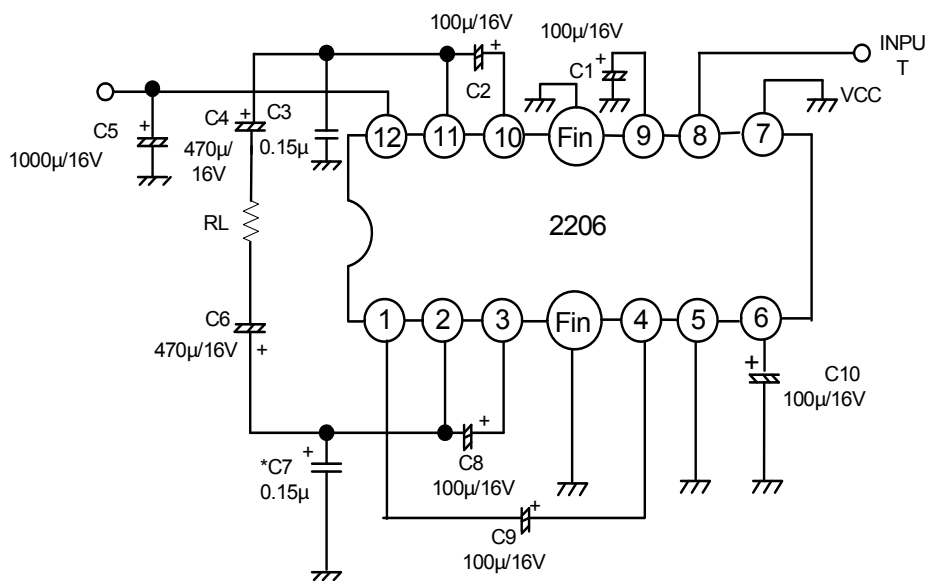 100µ/16V
100µ/16V
INPU
T
+
C2
C1
+
VCC
C5
+
1000µ/16V
C4
+
470µ/
16V
C3
0.15µ
12
11
10
Fin
9
8
7
RL
2206
C6
470µ/16V
+
1
2
3
Fin
4
5
6
+
C10
100µ/16V
*C7
+
0.15µ
C8
+
100µ/16V
C9
+
100µ/16V